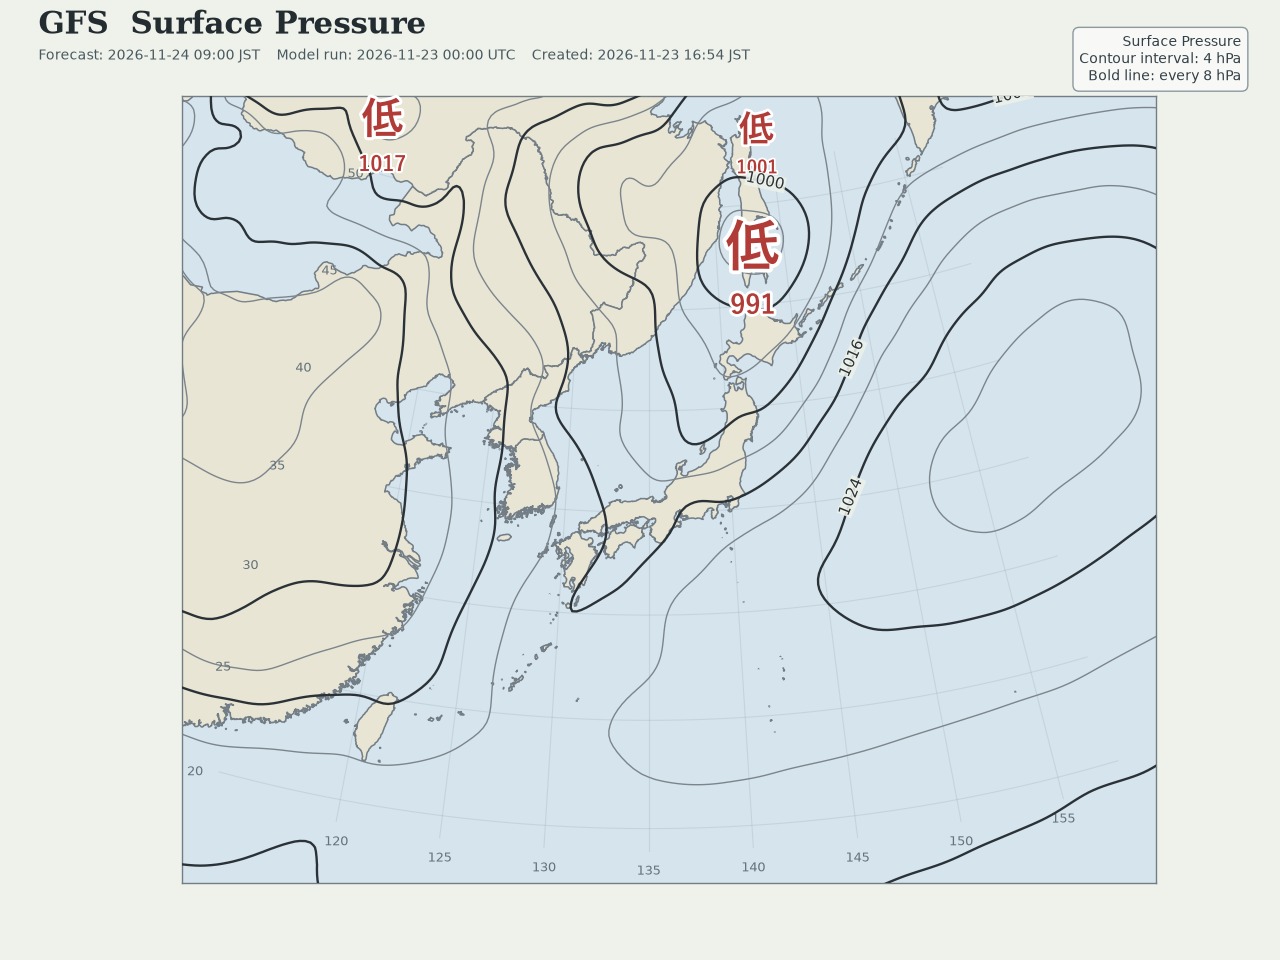 GFS  Surface Pressure
Forecast: 2026-11-24 09:00 JST    Model run: 2026-11-23 00:00 UTC    Created: 2026-11-23 16:54 JST
Surface Pressure
Contour interval: 4 hPa
Bold line: every 8 hPa
低
1017
低
1001
1000
低
991
50
45
40
35
30
25
20
1016
1024
120
125
130
135
140
145
150
155